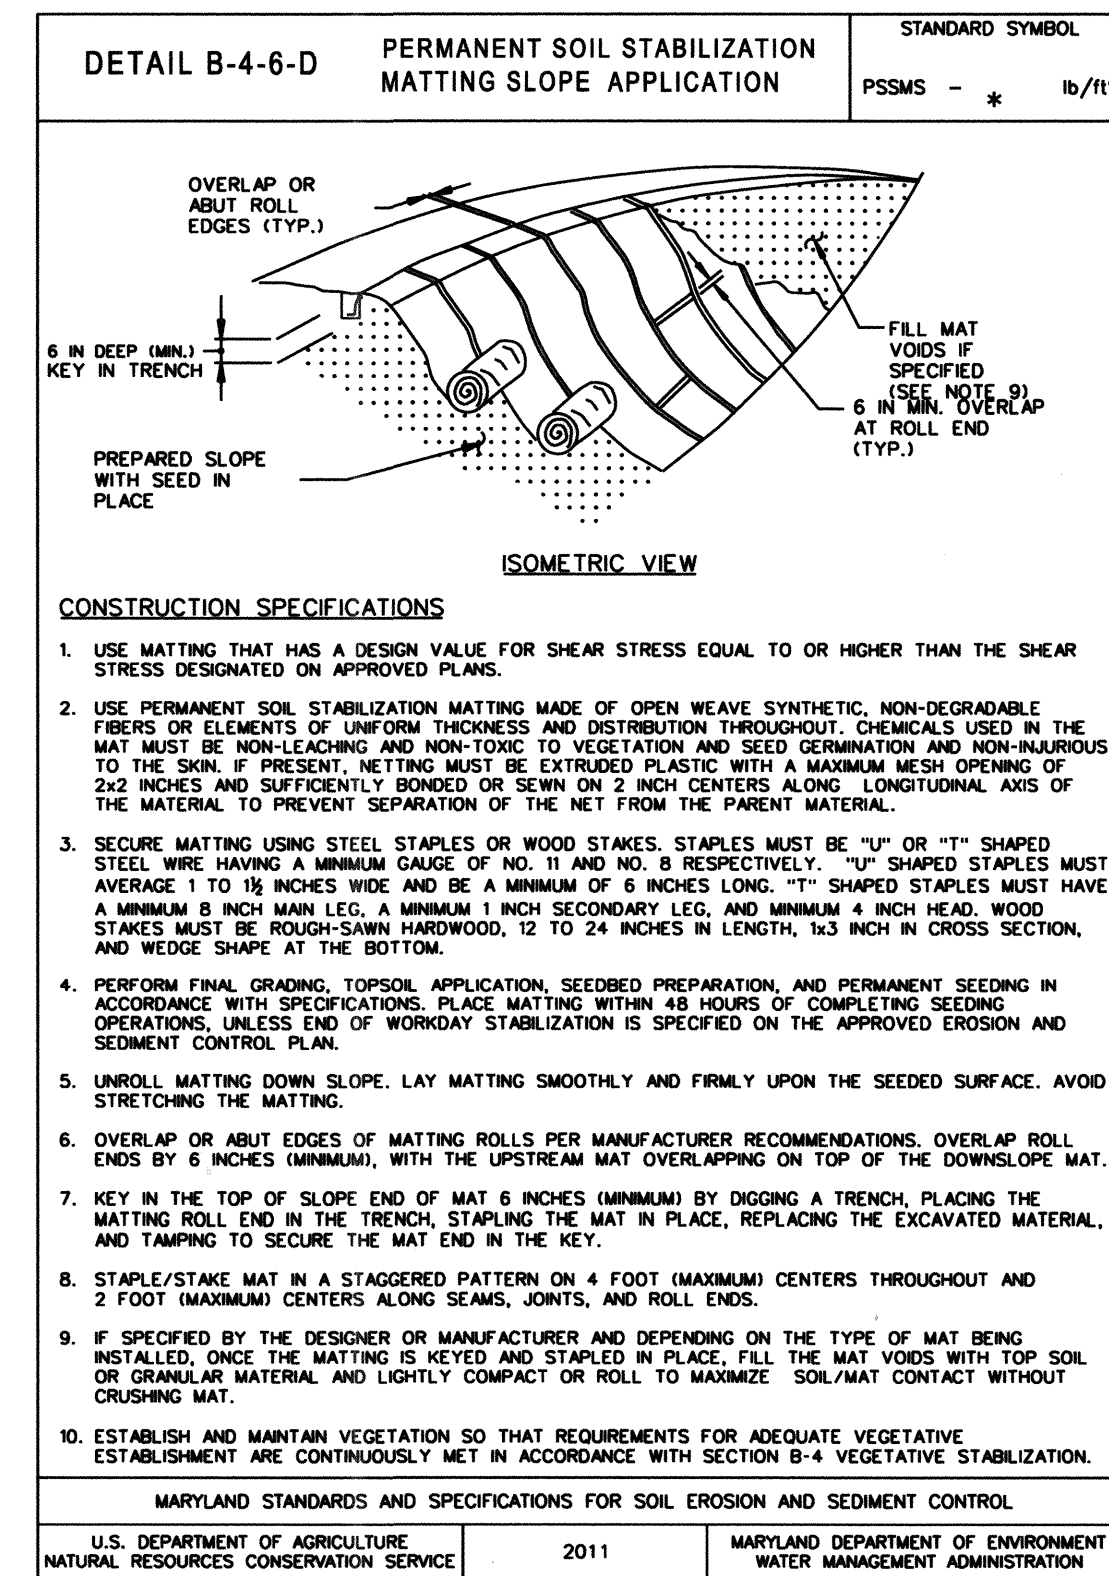 DETAIL B-4-6-D
PERMANENT SOIL STABILIZATION
MATTING SLOPE APPLICATION
STANDARD SYMBOL
PSSMS - * lb/ft
OVERLAP OR
ABUT ROLL
EDGES (TYP.)
6 IN DEEP (MIN.)
KEY IN TRENCH
PREPARED SLOPE
WITH SEED IN
PLACE
FILL MAT
VOIDS IF
SPECIFIED
(SEE NOTE 9)
6 IN MIN. OVERLAP
AT ROLL END
(TYP.)
ISOMETRIC VIEW
CONSTRUCTION SPECIFICATIONS
1. USE MATTING THAT HAS A DESIGN VALUE FOR SHEAR STRESS EQUAL TO OR HIGHER THAN THE SHEAR
STRESS DESIGNATED ON APPROVED PLANS.
2. USE PERMANENT SOIL STABILIZATION MATTING MADE OF OPEN WEAVE SYNTHETIC, NON-DEGRADABLE
FIBERS OR ELEMENTS OF UNIFORM THICKNESS AND DISTRIBUTION THROUGHOUT. CHEMICALS USED IN THE
MAT MUST BE NON-LEACHING AND NON-TOXIC TO VEGETATION AND SEED GERMINATION AND NON-INJURIOUS
TO THE SKIN. IF PRESENT, NETTING MUST BE EXTRUDED PLASTIC WITH A MAXIMUM MESH OPENING OF
2x2 INCHES AND SUFFICIENTLY BONDED OR SEWN ON 2 INCH CENTERS ALONG LONGITUDINAL AXIS OF
THE MATERIAL TO PREVENT SEPARATION OF THE NET FROM THE PARENT MATERIAL.
3. SECURE MATTING USING STEEL STAPLES OR WOOD STAKES. STAPLES MUST BE "U" OR "T" SHAPED
STEEL WIRE HAVING A MINIMUM GAUGE OF NO. 11 AND NO. 8 RESPECTIVELY. "U" SHAPED STAPLES MUST
AVERAGE 1 TO 1½ INCHES WIDE AND BE A MINIMUM OF 6 INCHES LONG. "T" SHAPED STAPLES MUST HAVE
A MINIMUM 8 INCH MAIN LEG, A MINIMUM 1 INCH SECONDARY LEG, AND MINIMUM 4 INCH HEAD. WOOD
STAKES MUST BE ROUGH-SAWN HARDWOOD, 12 TO 24 INCHES IN LENGTH, 1x3 INCH IN CROSS SECTION,
AND WEDGE SHAPE AT THE BOTTOM.
4. PERFORM FINAL GRADING, TOPSOIL APPLICATION, SEEDBED PREPARATION, AND PERMANENT SEEDING IN
ACCORDANCE WITH SPECIFICATIONS. PLACE MATTING WITHIN 48 HOURS OF COMPLETING SEEDING
OPERATIONS, UNLESS END OF WORKDAY STABILIZATION IS SPECIFIED ON THE APPROVED EROSION AND
SEDIMENT CONTROL PLAN.
5. UNROLL MATTING DOWN SLOPE. LAY MATTING SMOOTHLY AND FIRMLY UPON THE SEEDED SURFACE. AVOID
STRETCHING THE MATTING.
6. OVERLAP OR ABUT EDGES OF MATTING ROLLS PER MANUFACTURER RECOMMENDATIONS. OVERLAP ROLL
ENDS BY 6 INCHES (MINIMUM), WITH THE UPSTREAM MAT OVERLAPPING ON TOP OF THE DOWNSLOPE MAT.
7. KEY IN THE TOP OF SLOPE END OF MAT 6 INCHES (MINIMUM) BY DIGGING A TRENCH, PLACING THE
MATTING ROLL END IN THE TRENCH, STAPLING THE MAT IN PLACE, REPLACING THE EXCAVATED MATERIAL,
AND TAMPING TO SECURE THE MAT END IN THE KEY.
8. STAPLE/STAKE MAT IN A STAGGERED PATTERN ON 4 FOOT (MAXIMUM) CENTERS THROUGHOUT AND
2 FOOT (MAXIMUM) CENTERS ALONG SEAMS, JOINTS, AND ROLL ENDS.
9. IF SPECIFIED BY THE DESIGNER OR MANUFACTURER AND DEPENDING ON THE TYPE OF MAT BEING
INSTALLED, ONCE THE MATTING IS KEYED AND STAPLED IN PLACE, FILL THE MAT VOIDS WITH TOP SOIL
OR GRANULAR MATERIAL AND LIGHTLY COMPACT OR ROLL TO MAXIMIZE SOIL/MAT CONTACT WITHOUT
CRUSHING MAT.
10. ESTABLISH AND MAINTAIN VEGETATION SO THAT REQUIREMENTS FOR ADEQUATE VEGETATIVE
ESTABLISHMENT ARE CONTINUOUSLY MET IN ACCORDANCE WITH SECTION B-4 VEGETATIVE STABILIZATION.
MARYLAND STANDARDS AND SPECIFICATIONS FOR SOIL EROSION AND SEDIMENT CONTROL
U.S. DEPARTMENT OF AGRICULTURE
NATURAL RESOURCES CONSERVATION SERVICE
2011
MARYLAND DEPARTMENT OF ENVIRONMENT
WATER MANAGEMENT ADMINISTRATION